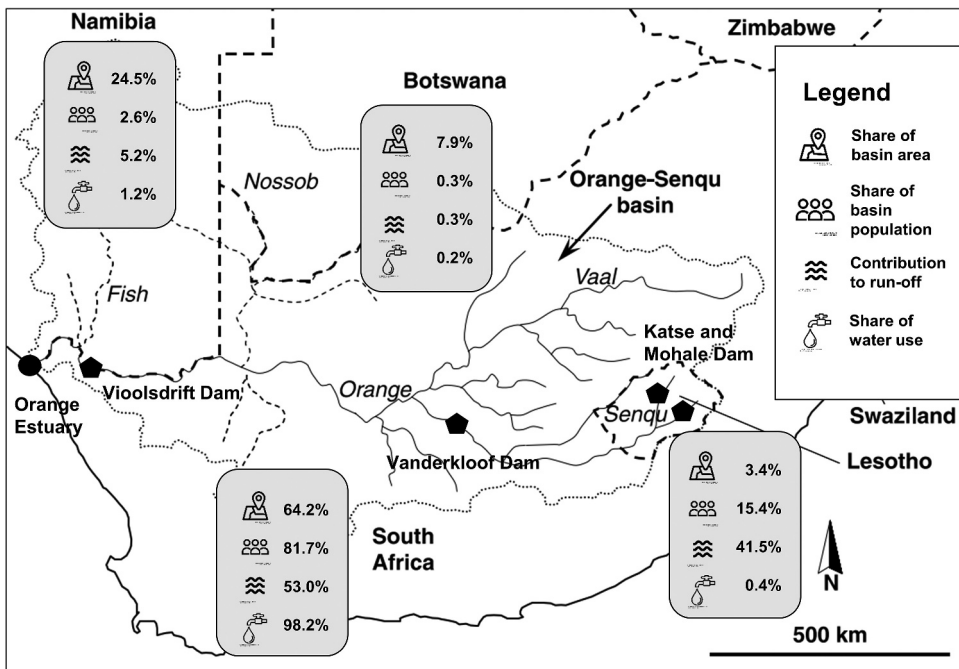 Namibia
24.5%
2.6%
5.2%
1.2%
Botswana
7.9%
0.3%
0.3%
0.2%
Zimbabwe
Legend
Share of
basin area
Share of
basin
population
Contribution
to run-off
Share of
water use
Nossob
Orange-Senqu
basin
Fish
Vaal
Katse and
Mohale Dam
Orange
Estuary
Vioolsdrift Dam
Orange
Vanderkloof Dam
Senqu
Swaziland
Lesotho
3.4%
15.4%
41.5%
0.4%
South
Africa
64.2%
81.7%
53.0%
98.2%
N
500 km